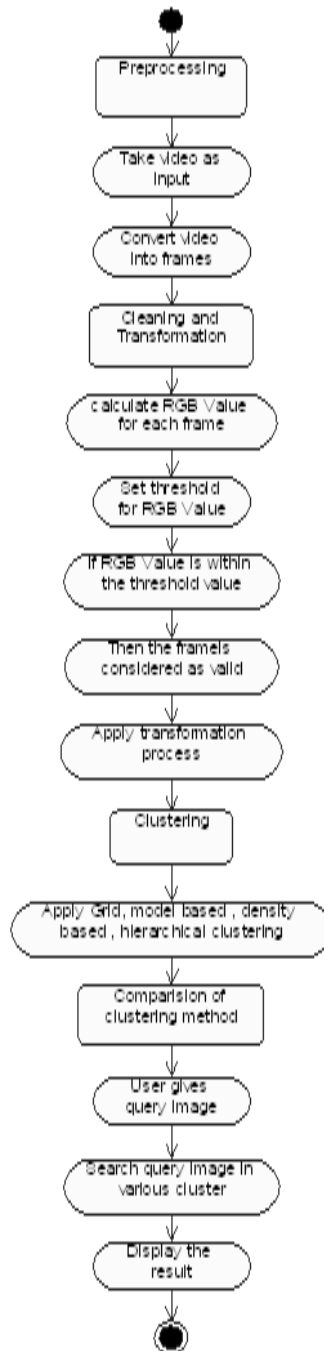 Preprocessing
Take video as
Input
Convert video
into frames
Cleaning and
Transformation
calculate RGB Value
for each frame
Set threshold
for RGB Value
If RGB Value is within
the threshold value
Then the frameis
considered as valid
Apply transformation
process
Clustering
Apply Grid, model based , density
based , hierarchical clustering
Comparision of
clustering method
User gives
query image
Search query image in
various cluster
Display the
result